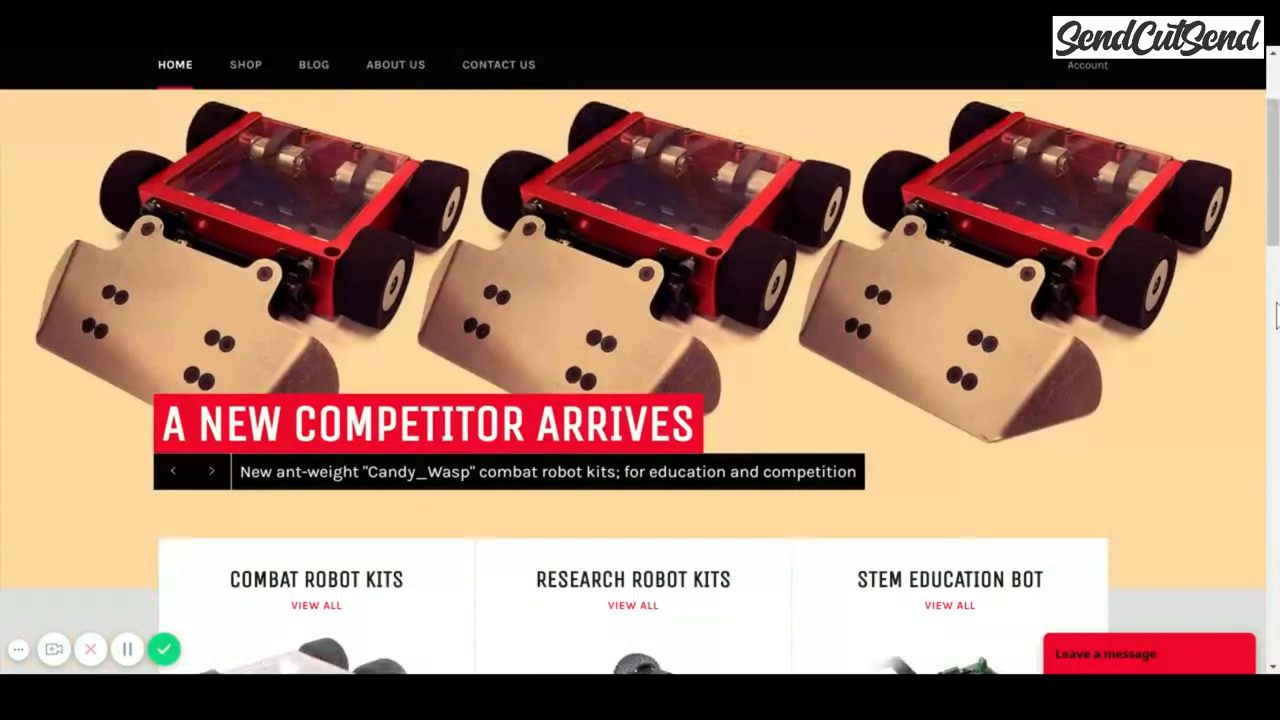 SendCutSend
HOME SHOP BLOG ABOUT US CONTACT US Account
A NEW COMPETITOR ARRIVES
New ant-weight "Candy_Wasp" combat robot kits; for education and competition
COMBAT ROBOT KITS
VIEW ALL
RESEARCH ROBOT KITS
VIEW ALL
STEM EDUCATION BOT
VIEW ALL
Leave a message